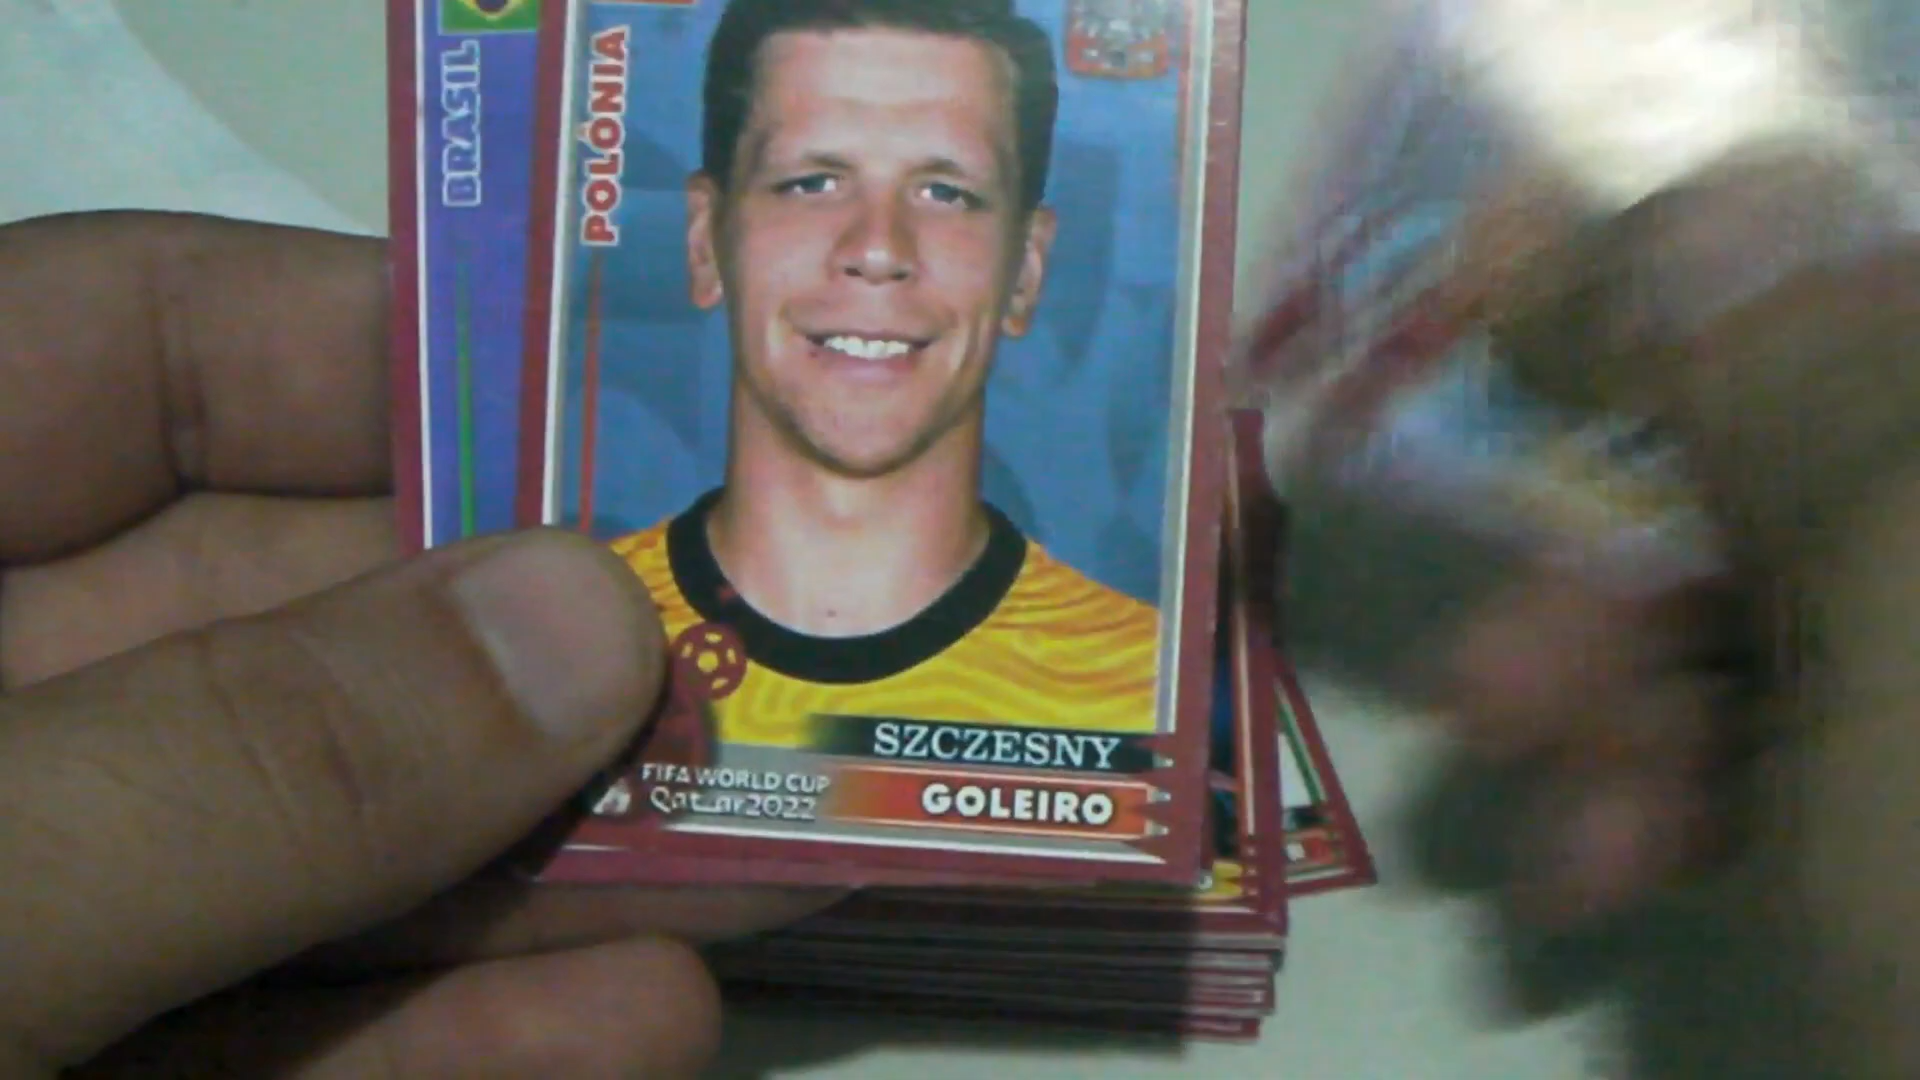 BRASIL
POLÔNIA
SZCZESNY
FIFA WORLD CUP
Qatar2022
GOLEIRO